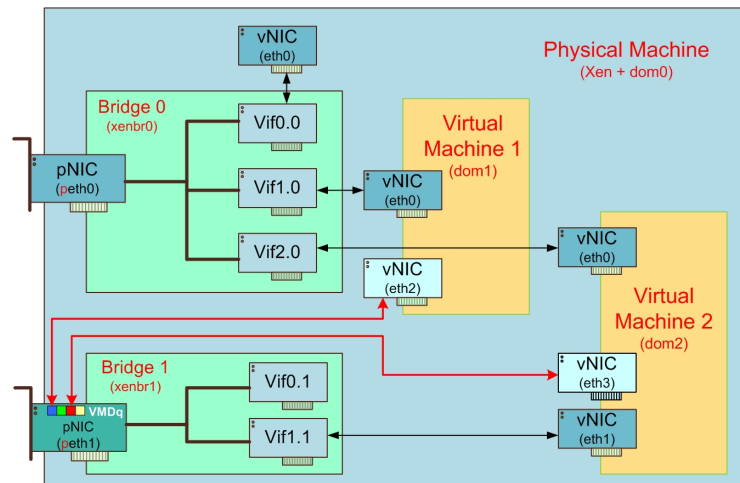 vNIC
(eth0)
Physical Machine
(Xen + dom0)
Bridge 0
(xenbr0)
Vif0.0
Virtual
Machine 1
(dom1)
pNIC
(peth0)
Vif1.0
vNIC
(eth0)
Vif2.0
vNIC
(eth0)
vNIC
(eth2)
Virtual
Machine 2
(dom2)
Bridge 1
(xenbr1)
Vif0.1
vNIC
(eth3)
VMDq
pNIC
(peth1)
Vif1.1
vNIC
(eth1)